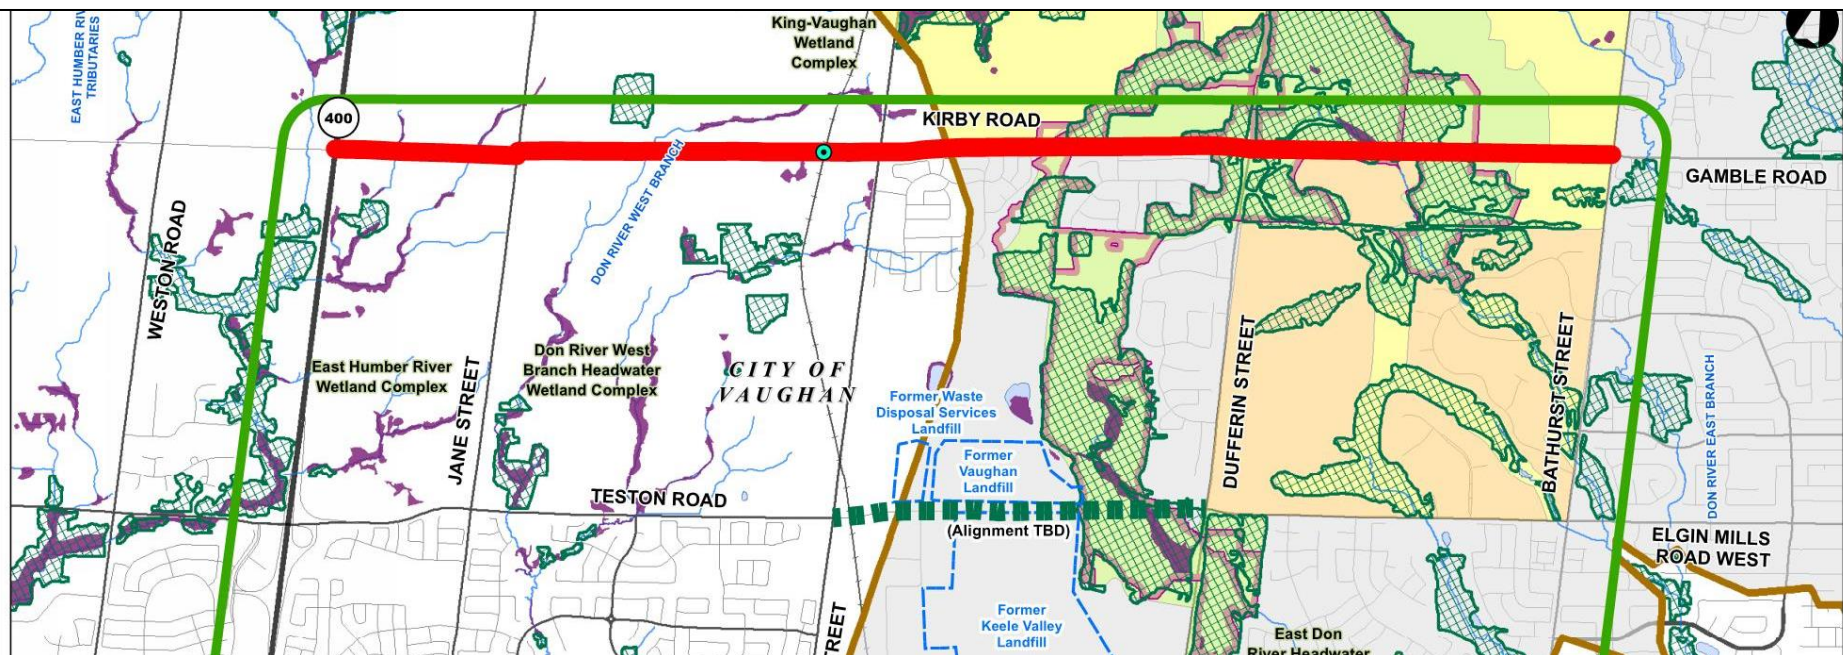 EAST HUMBER RIV
TRIBUTARIES
King-Vaughan
Wetland
Complex
400
KIRBY ROAD
GAMBLE ROAD
DON RIVER WEST BRANCH
WESTON ROAD
East Humber River
Wetland Complex
JANE STREET
Don River West
Branch Headwater
Wetland Complex
CITY OF
VAUGHAN
Former Waste
Disposal Services
Landfill
Former
Vaughan
Landfill
DUFFERIN STREET
BATHURST STREET
DON RIVER EAST BRANCH
TESTON ROAD
(Alignment TBD)
ELGIN MILLS
ROAD WEST
Former
Keele Valley
Landfill
TREET
East Don
River Headwater